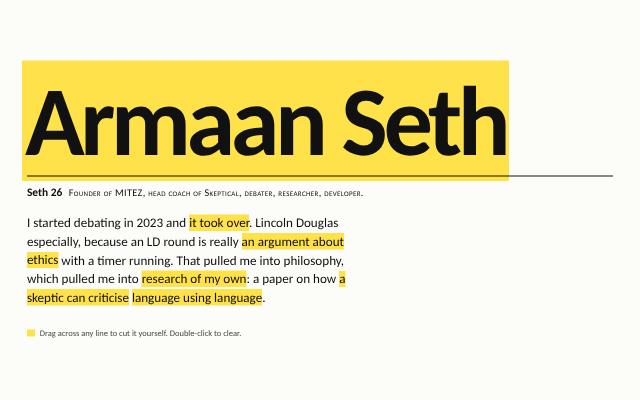 Armaan Seth
Seth 26 Founder of MITEZ, head coach of Skeptical, debater, researcher, developer.
I started debating in 2023 and it took over. Lincoln Douglas
especially, because an LD round is really an argument about
ethics with a timer running. That pulled me into philosophy,
which pulled me into research of my own: a paper on how a
skeptic can criticise language using language.
Drag across any line to cut it yourself. Double-click to clear.